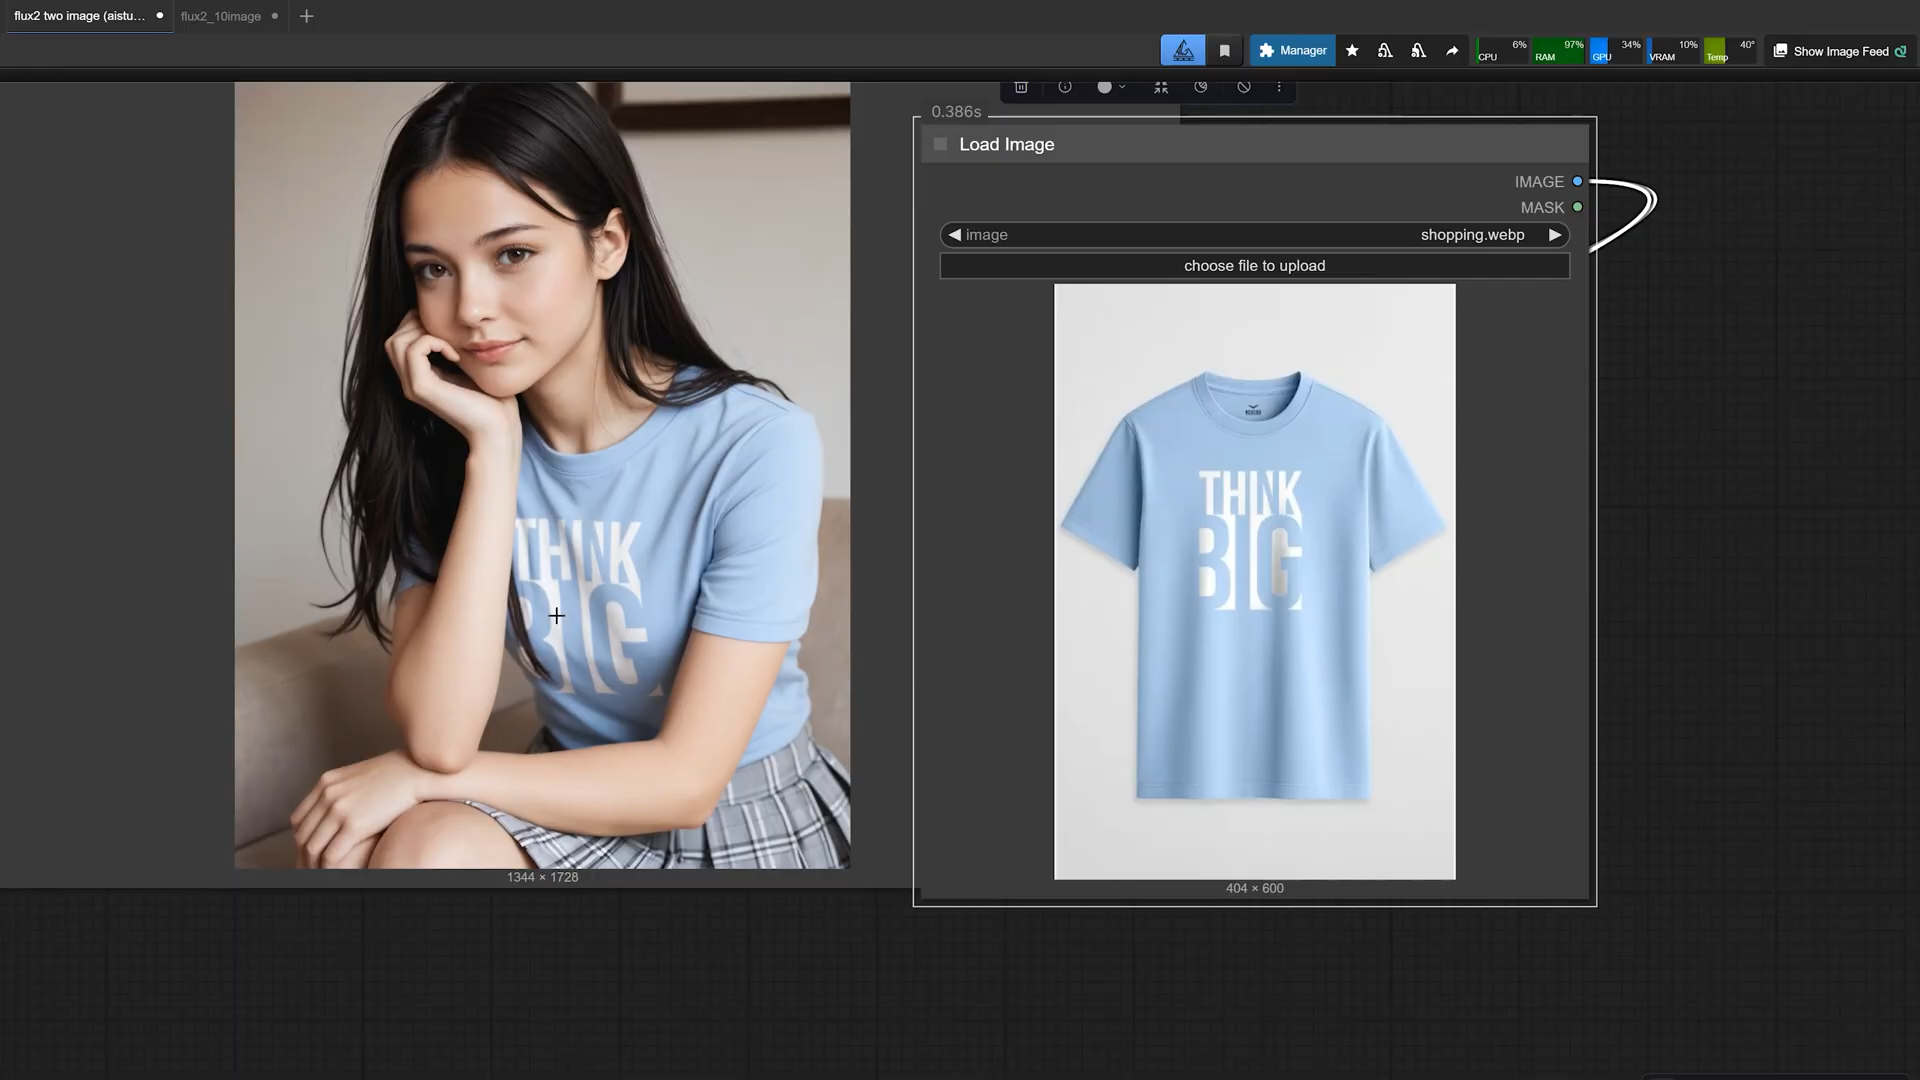 flux2 two image (aistu...
flux2_10image
Manager
CPU 6%
RAM 97%
GPU 34%
VRAM 10%
Temp 40°
Show Image Feed
0.386s
Load Image
IMAGE
MASK
image shopping.webp
choose file to upload
THINK
BIG
THINK
BIG
1344 × 1728
404 × 600